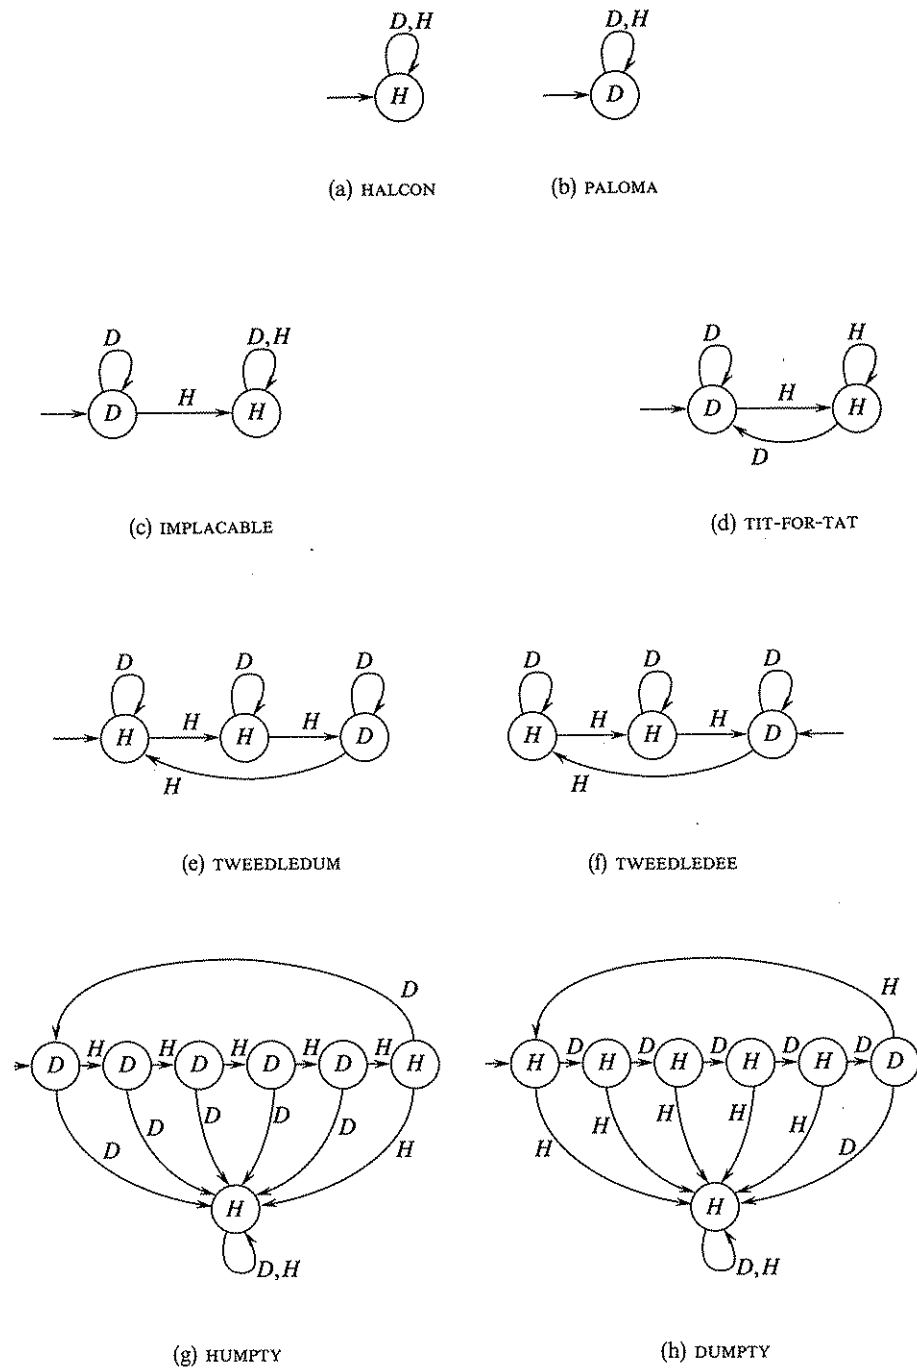 D,H D,H
H D
(a) HALCON (b) PALOMA
D D,H D H
H H
D H D H
D
(c) IMPLACABLE (d) TIT-FOR-TAT
D D D D D D
H H H H
H H D H H D
H H
(e) TWEEDLEDUM (f) TWEEDLEDEE
D H
H H H H H D D D D D
D D D D D H H H H H H D
D D D D D H H H H H H D
H H
D,H D,H
(g) HUMPTY (h) DUMPTY